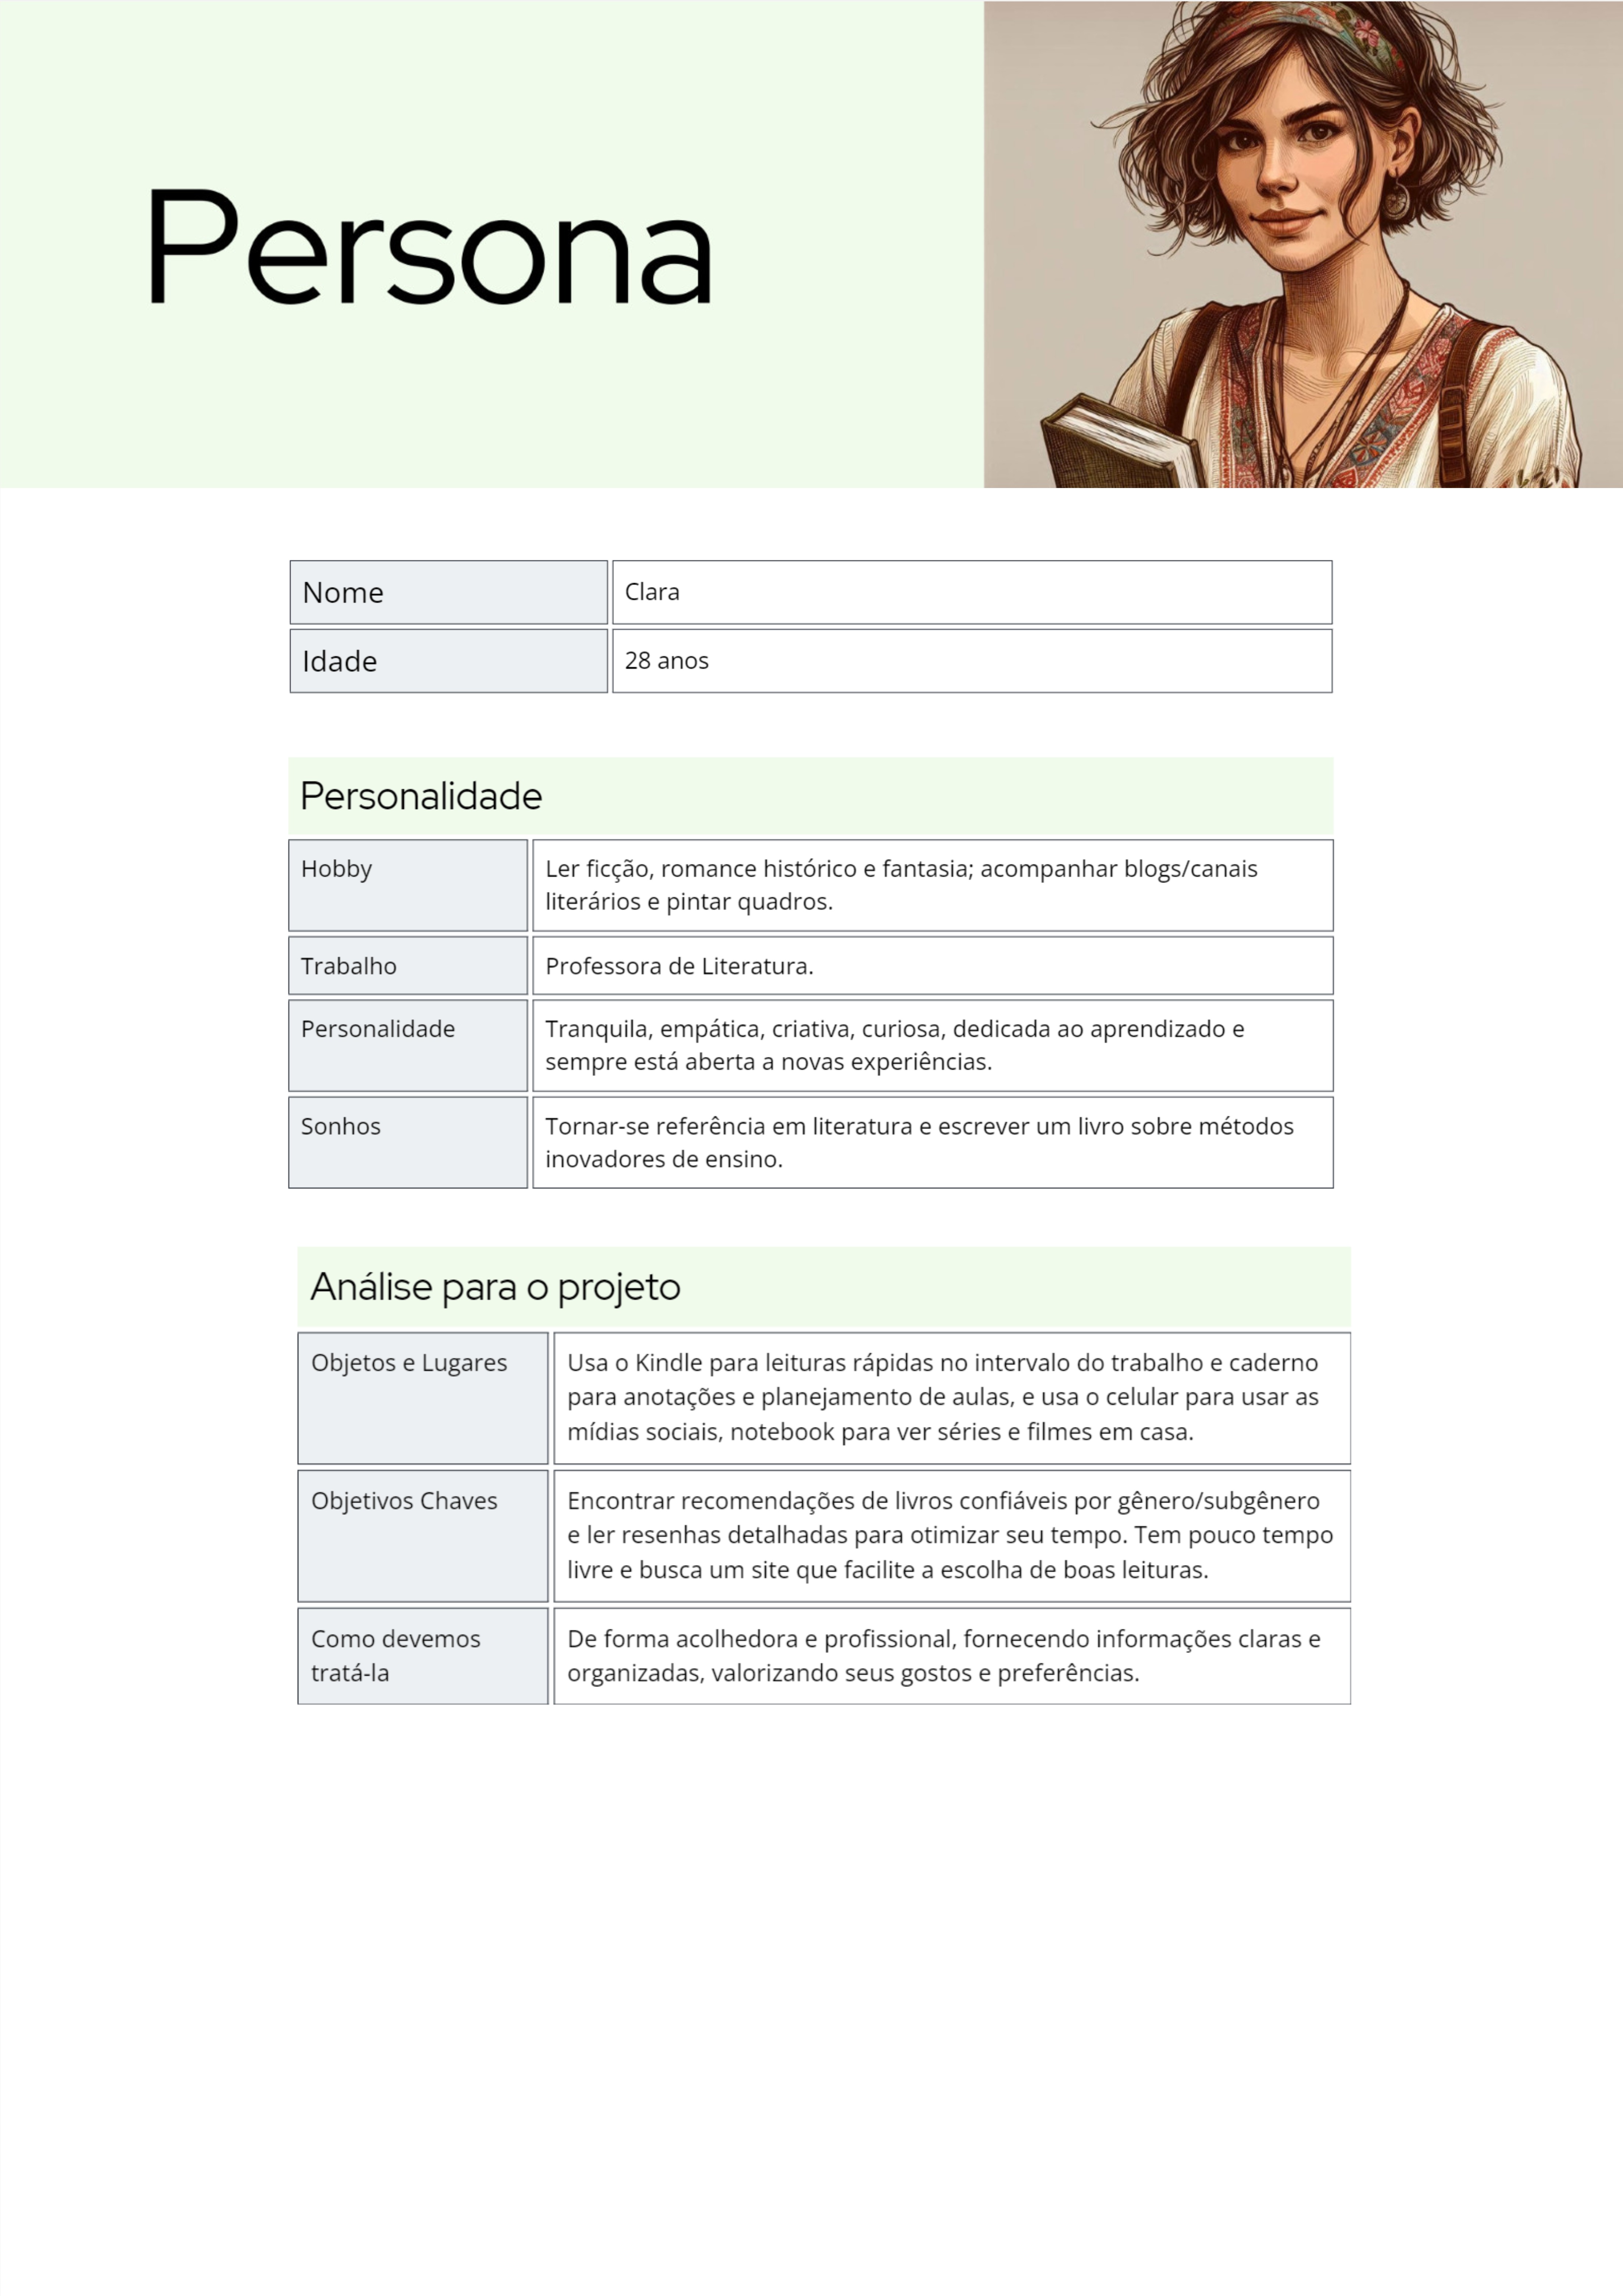 Persona
Nome
Clara
Idade
28 anos
Personalidade
Hobby
Ler ficção, romance histórico e fantasia; acompanhar blogs/canais
literários e pintar quadros.
Trabalho
Professora de Literatura.
Personalidade
Tranquila, empática, criativa, curiosa, dedicada ao aprendizado e
sempre está aberta a novas experiências.
Sonhos
Tornar-se referência em literatura e escrever um livro sobre métodos
inovadores de ensino.
Análise para o projeto
Objetos e Lugares
Usa o Kindle para leituras rápidas no intervalo do trabalho e caderno
para anotações e planejamento de aulas, e usa o celular para usar as
mídias sociais, notebook para ver séries e filmes em casa.
Objetivos Chaves
Encontrar recomendações de livros confiáveis por gênero/subgênero
e ler resenhas detalhadas para otimizar seu tempo. Tem pouco tempo
livre e busca um site que facilite a escolha de boas leituras.
Como devemos
tratá-la
De forma acolhedora e profissional, fornecendo informações claras e
organizadas, valorizando seus gostos e preferências.